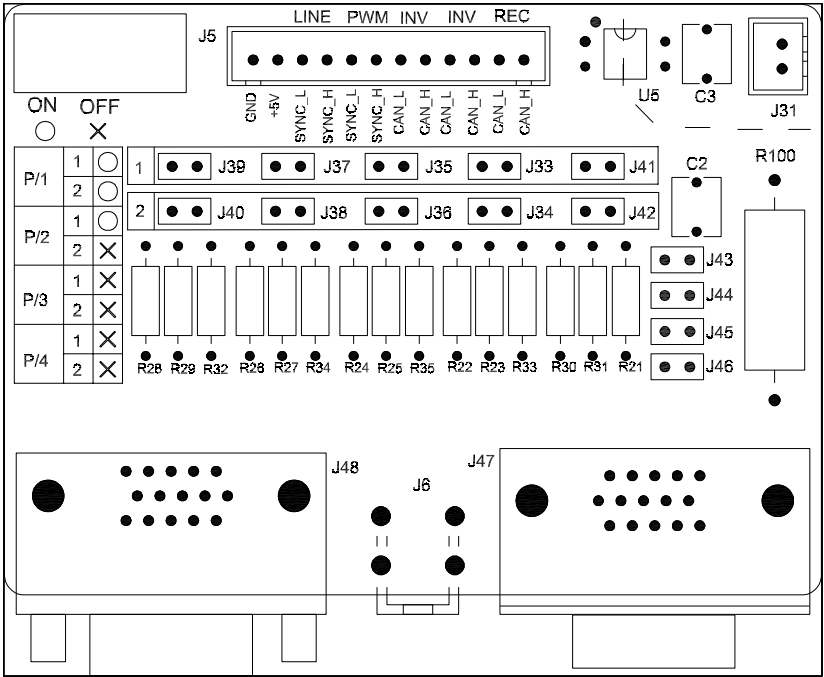 LINE PWM INV INV REC
J5
GND +5V SYNC_L SYNC_H SYNC_L SYNC_H CAN_L CAN_H CAN_L CAN_H CAN_L CAN_H
U5 C3 J31
ON OFF
P/1 1
2
P/2 1
2
P/3 1
2
P/4 1
2
1 J39 J37 J35 J33 J41
2 J40 J38 J36 J34 J42
C2 R100
J43
J44
J45
J46
R28 R29 R32 R26 R27 R34 R24 R25 R35 R22 R23 R33 R30 R31 R21
J48 J6 J47